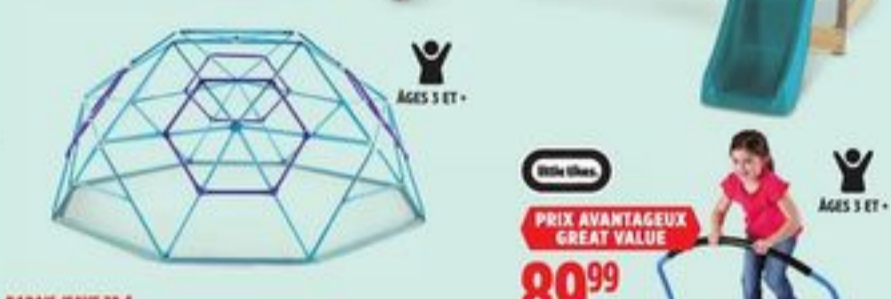 ÂGES 3 ET +
little tikes.
ÂGES 3 ET +
PRIX AVANTAGEUX
GREAT VALUE
89⁹⁹